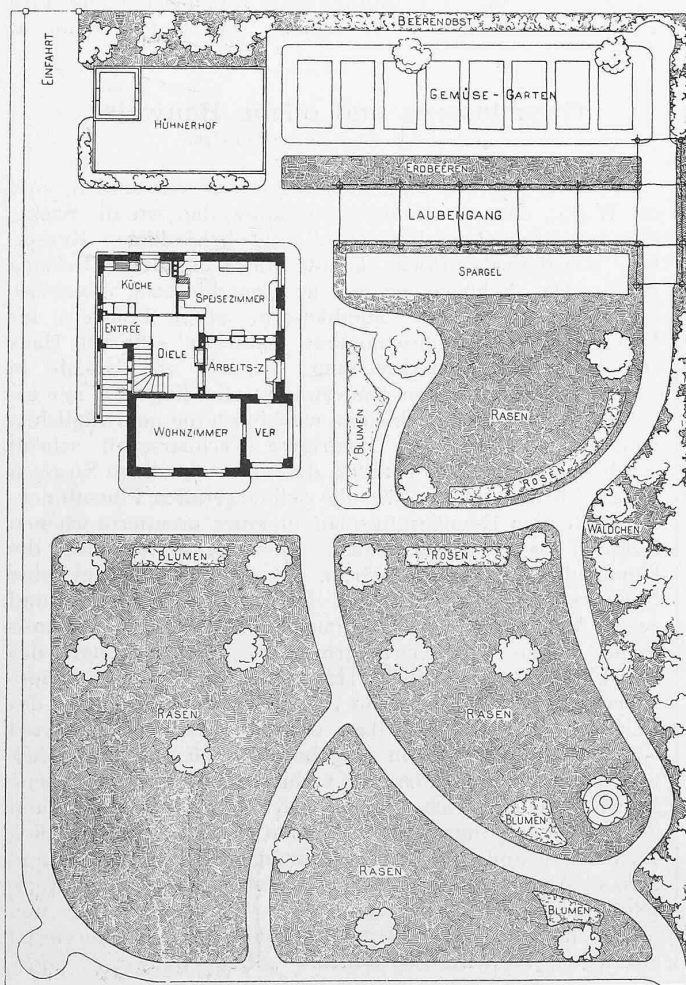 EINFAHRT
BEERENOBST
HÜHNERHOF
GEMÜSE-GARTEN
ERDBEEREN
LAUBENGANG
SPARGEL
KÜCHE
SPEISEZIMMER
ENTRÉE
DIELE
ARBEITS-Z
WOHNZIMMER
VER
BLUMEN
RASEN
ROSEN
WÄLDCHEN
BLUMEN
ROSEN
RASEN
RASEN
BLUMEN
RASEN
BLUMEN